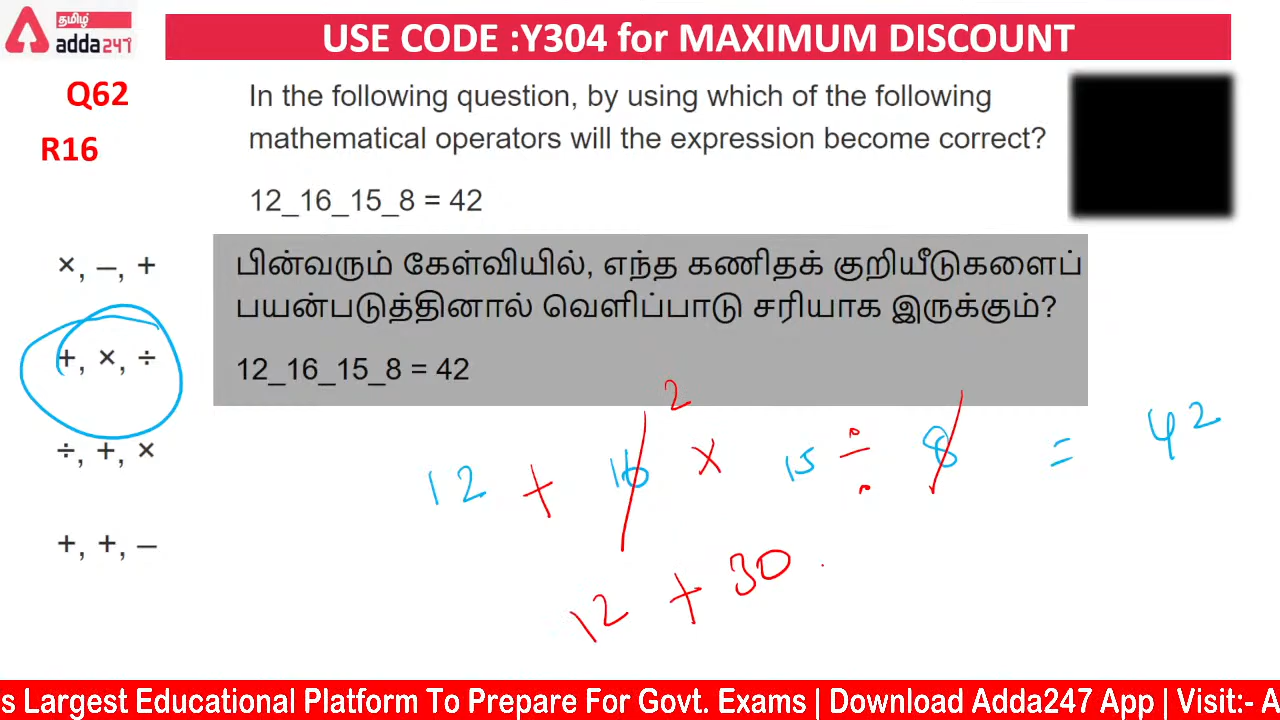 தமிழ்
adda247
USE CODE :Y304 for MAXIMUM DISCOUNT
Q62
R16
In the following question, by using which of the following
mathematical operators will the expression become correct?
12_16_15_8 = 42
பின்வரும் கேள்வியில், எந்த கணிதக் குறியீடுகளைப்
பயன்படுத்தினால் வெளிப்பாடு சரியாக இருக்கும்?
12_16_15_8 = 42
×, –, +
+, ×, ÷
÷, +, ×
+, +, –
2
12 + 16 × 15 ÷ 8 = 42
12 + 30
s Largest Educational Platform To Prepare For Govt. Exams | Download Adda247 App | Visit:- A